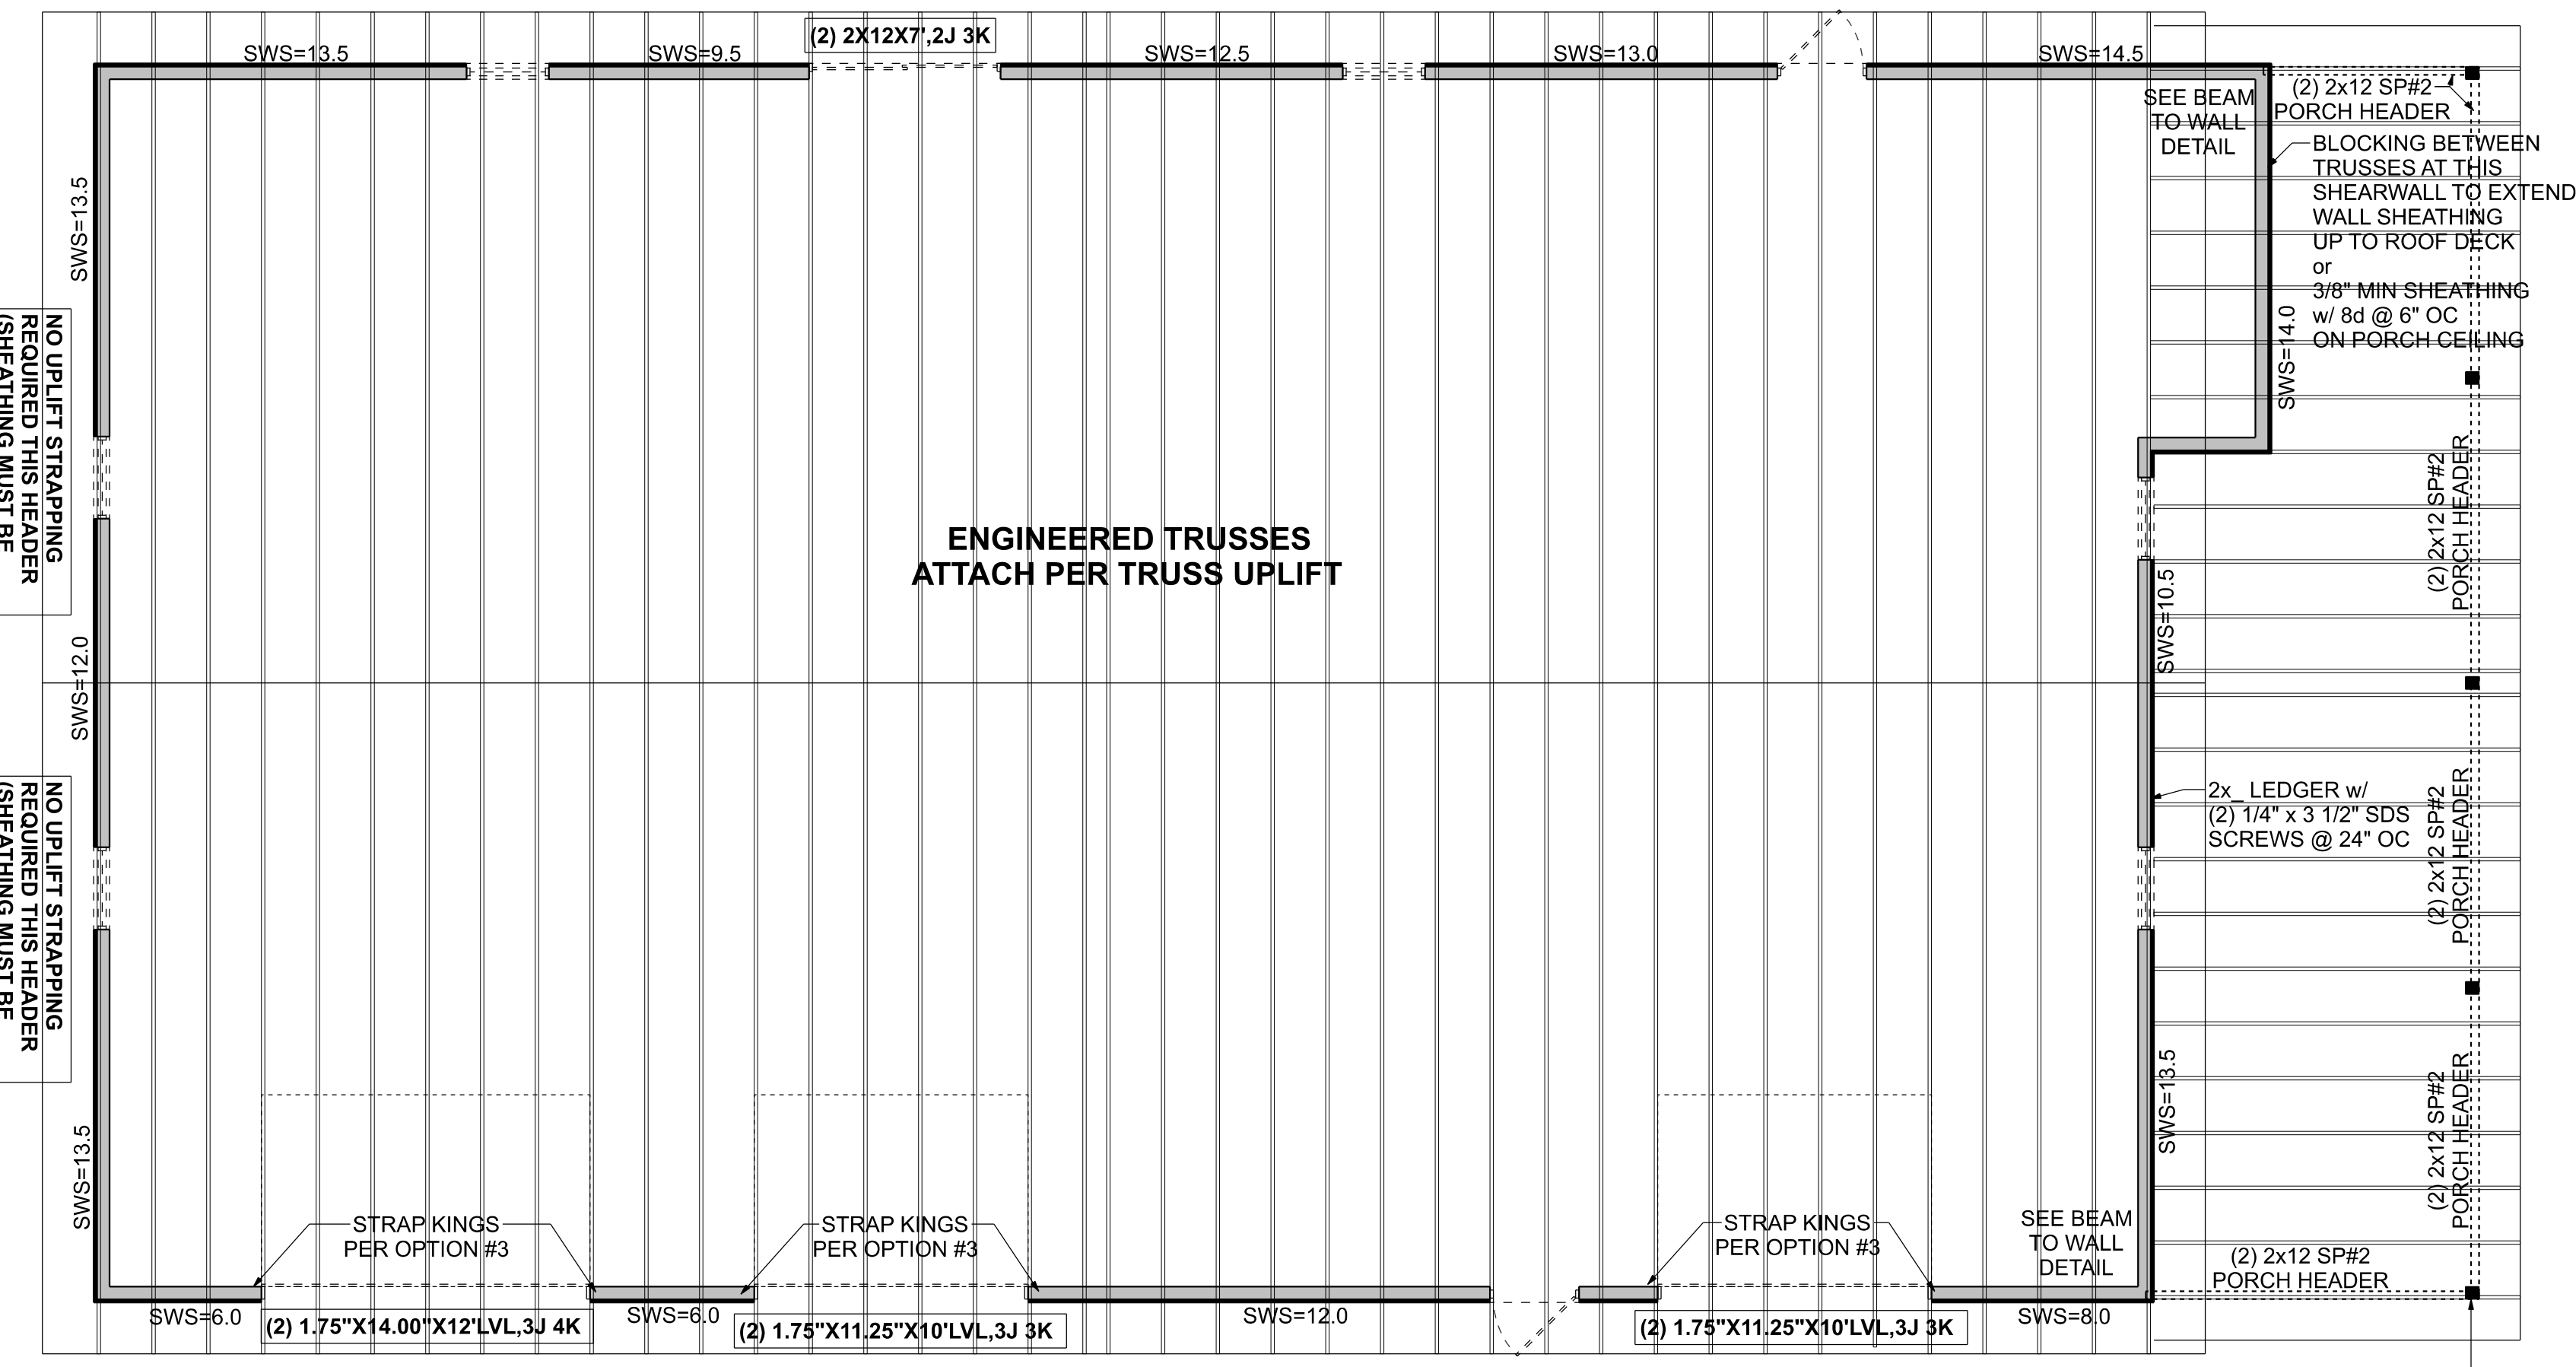 SWS=13.5
SWS=9.5
(2) 2X12X7',2J 3K
SWS=12.5
SWS=13.0
SWS=14.5
(2) 2x12 SP#2
PORCH HEADER
SEE BEAM
TO WALL
DETAIL
BLOCKING BETWEEN
TRUSSES AT THIS
SHEARWALL TO EXTEND
WALL SHEATHING
UP TO ROOF DECK
or
3/8" MIN SHEATHING
w/ 8d @ 6" OC
ON PORCH CEILING
SWS=14.0
SWS=13.5
NO UPLIFT STRAPPING
REQUIRED THIS HEADER
(SHEATHING MUST BE
ENGINEERED TRUSSES
ATTACH PER TRUSS UPLIFT
(2) 2x12 SP#2
PORCH HEADER
SWS=10.5
SWS=12.0
NO UPLIFT STRAPPING
REQUIRED THIS HEADER
(SHEATHING MUST BE
2x_ LEDGER w/
(2) 1/4" x 3 1/2" SDS
SCREWS @ 24" OC
(2) 2x12 SP#2
PORCH HEADER
SWS=13.5
SWS=13.5
(2) 2x12 SP#2
PORCH HEADER
STRAP KINGS
PER OPTION #3
STRAP KINGS
PER OPTION #3
STRAP KINGS
PER OPTION #3
SEE BEAM
TO WALL
DETAIL
(2) 2x12 SP#2
PORCH HEADER
SWS=6.0
(2) 1.75"X14.00"X12'LVL,3J 4K
SWS=6.0
(2) 1.75"X11.25"X10'LVL,3J 3K
SWS=12.0
(2) 1.75"X11.25"X10'LVL,3J 3K
SWS=8.0